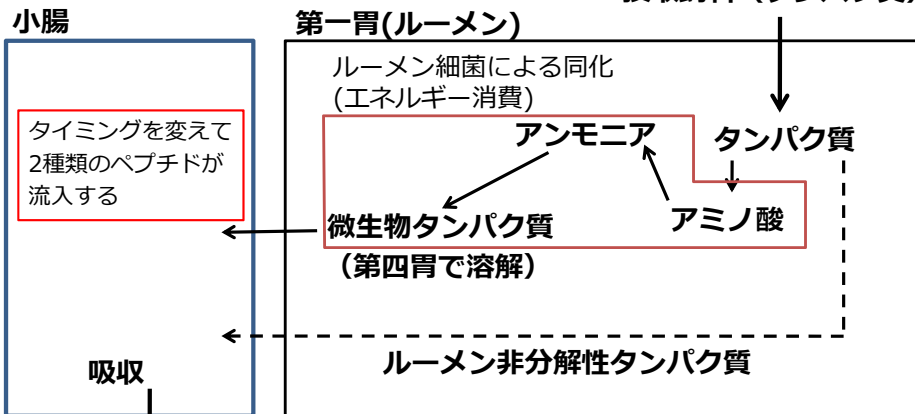 小腸
第一胃(ルーメン)
ルーメン細菌による同化
(エネルギー消費)
アンモニア
タンパク質
タイミングを変えて
2種類のペプチドが
流入する
微生物タンパク質
アミノ酸
（第四胃で溶解）
ルーメン非分解性タンパク質
吸収